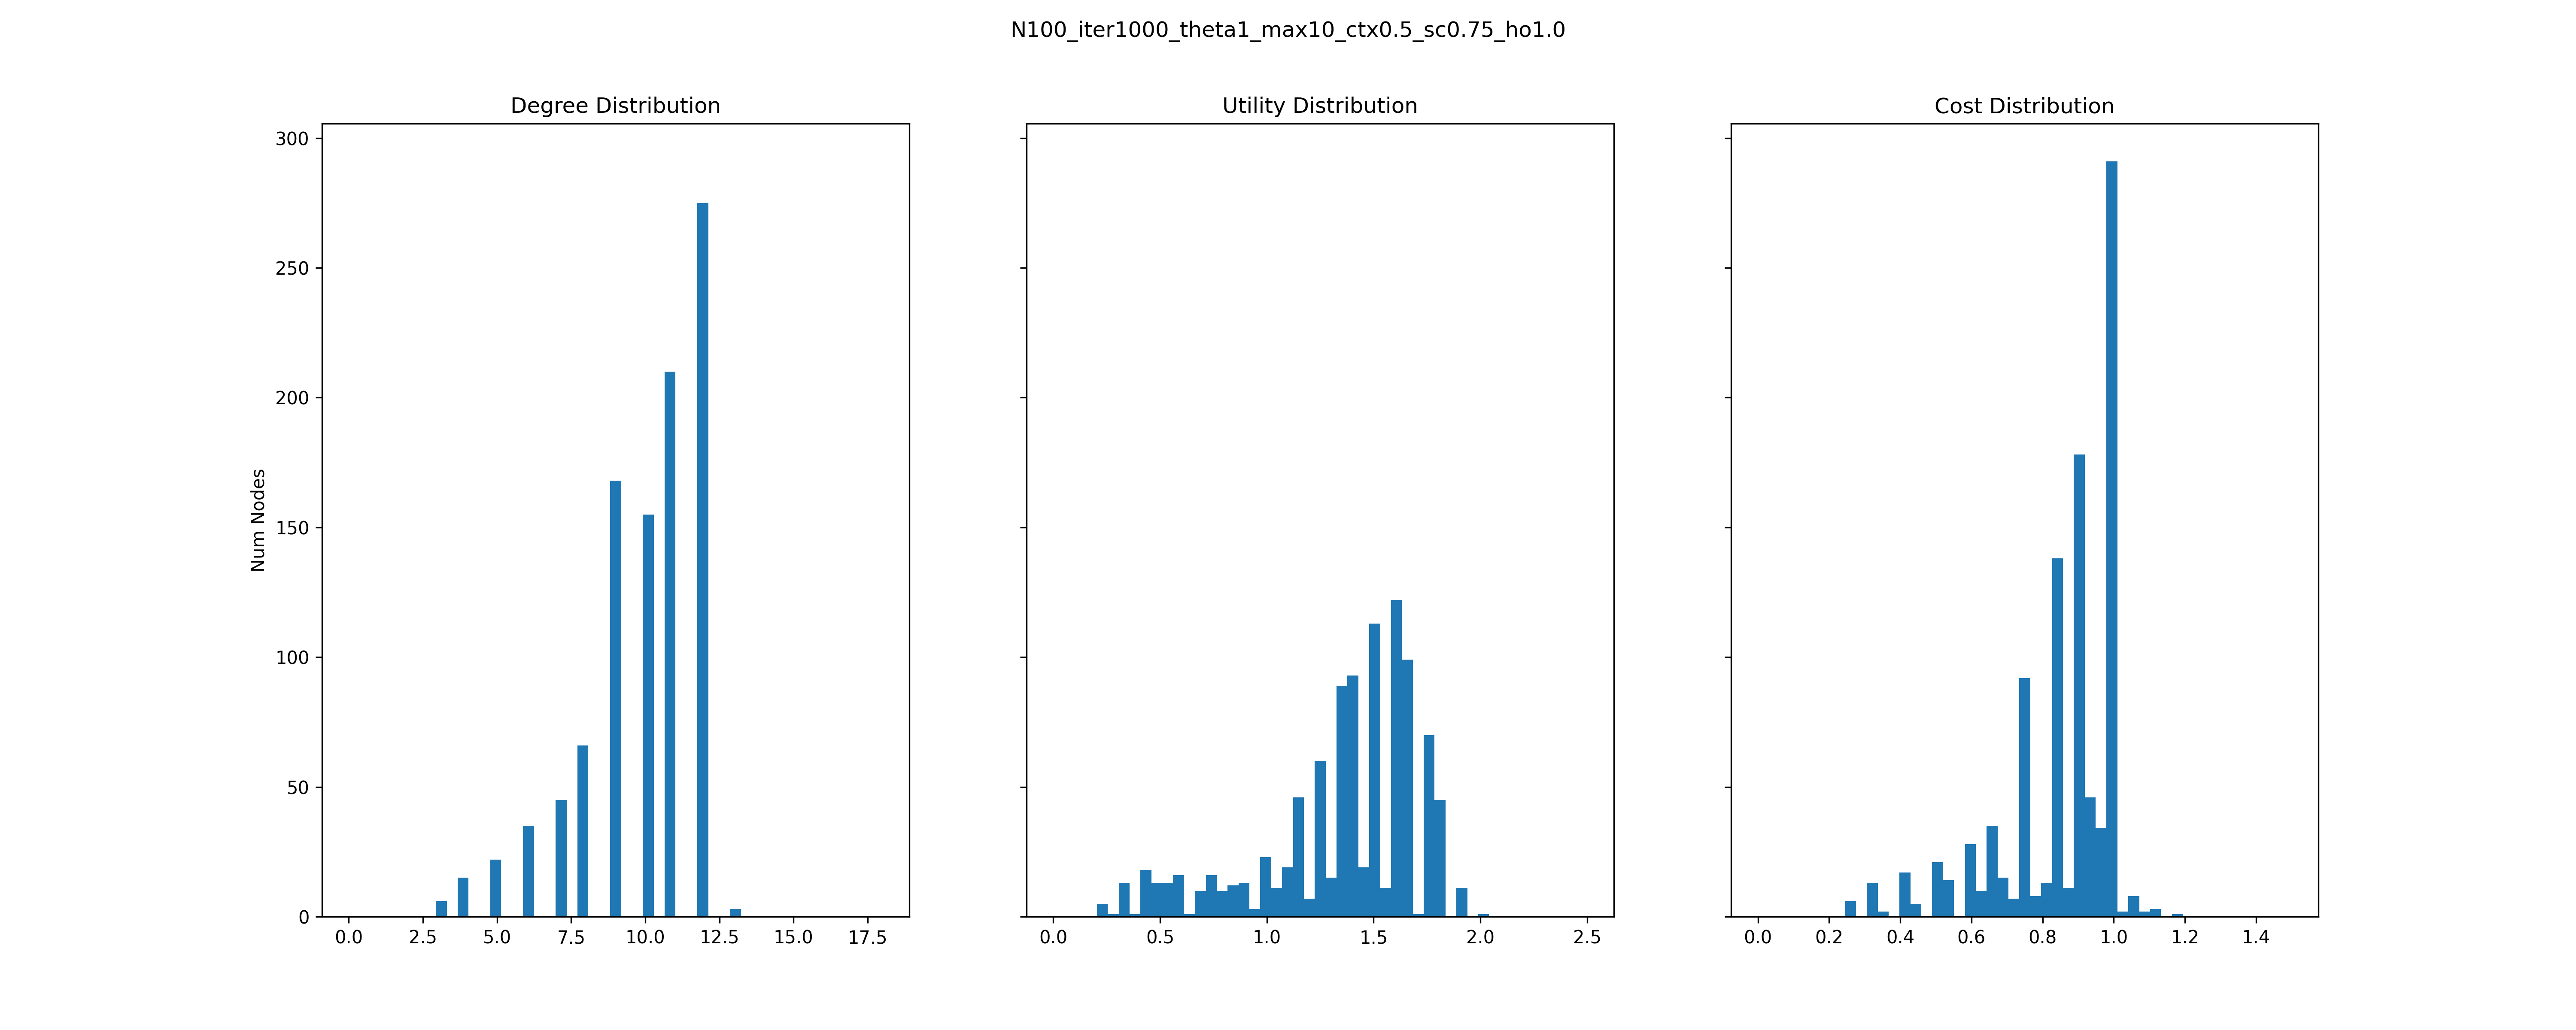 N100_iter1000_theta1_max10_ctx0.5_sc0.75_ho1.0
Degree Distribution
Utility Distribution
Cost Distribution
Num Nodes
300
250
200
150
100
50
0
0.0 2.5 5.0 7.5 10.0 12.5 15.0 17.5
0.0 0.5 1.0 1.5 2.0 2.5
0.0 0.2 0.4 0.6 0.8 1.0 1.2 1.4